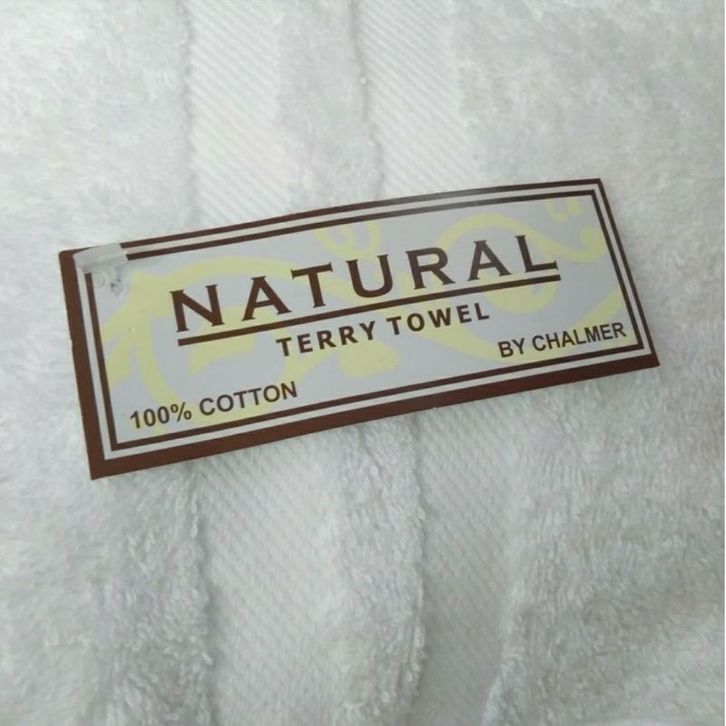 NATURAL
TERRY TOWEL
BY CHALMER
100% COTTON